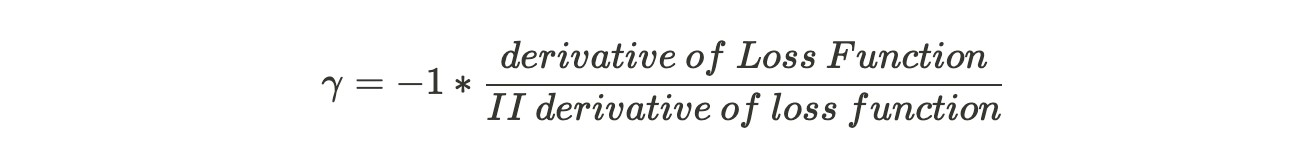 γ = −1 * derivative of Loss Function
II derivative of loss function